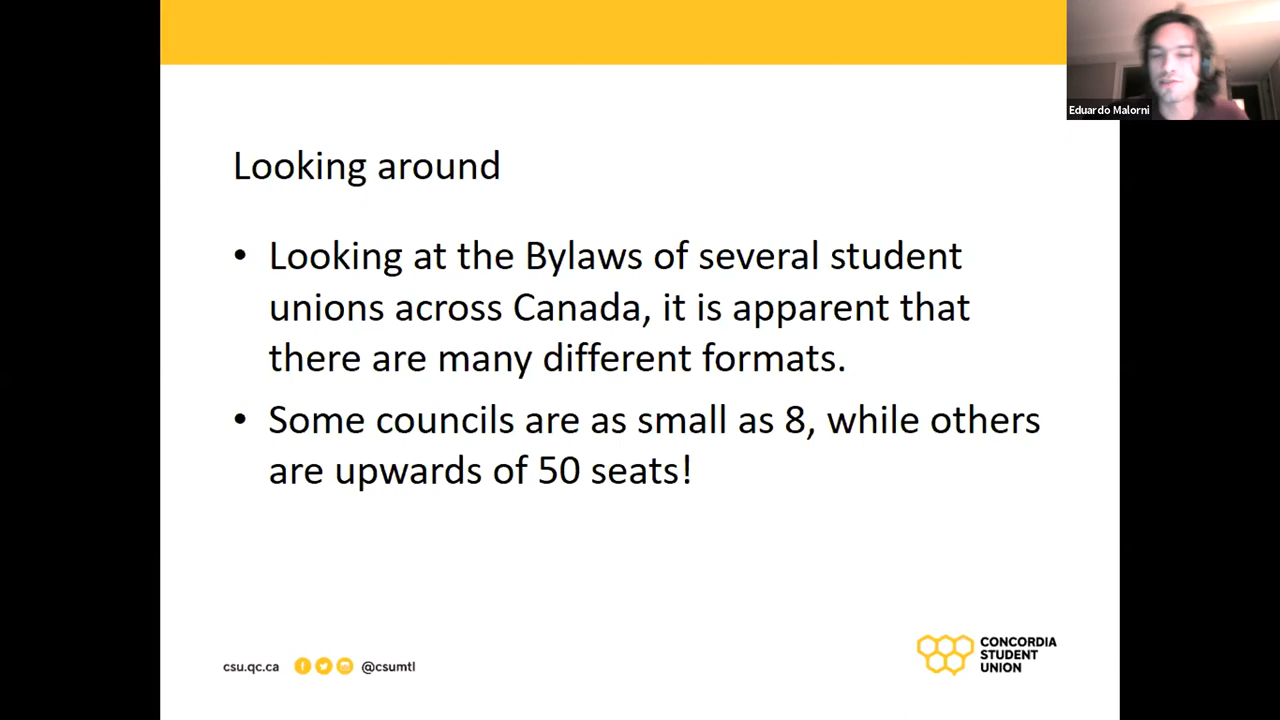 Eduardo Malorni
Looking around
• Looking at the Bylaws of several student
unions across Canada, it is apparent that
there are many different formats.
• Some councils are as small as 8, while others
are upwards of 50 seats!
csu.qc.ca @csumtl
CONCORDIA
STUDENT
UNION